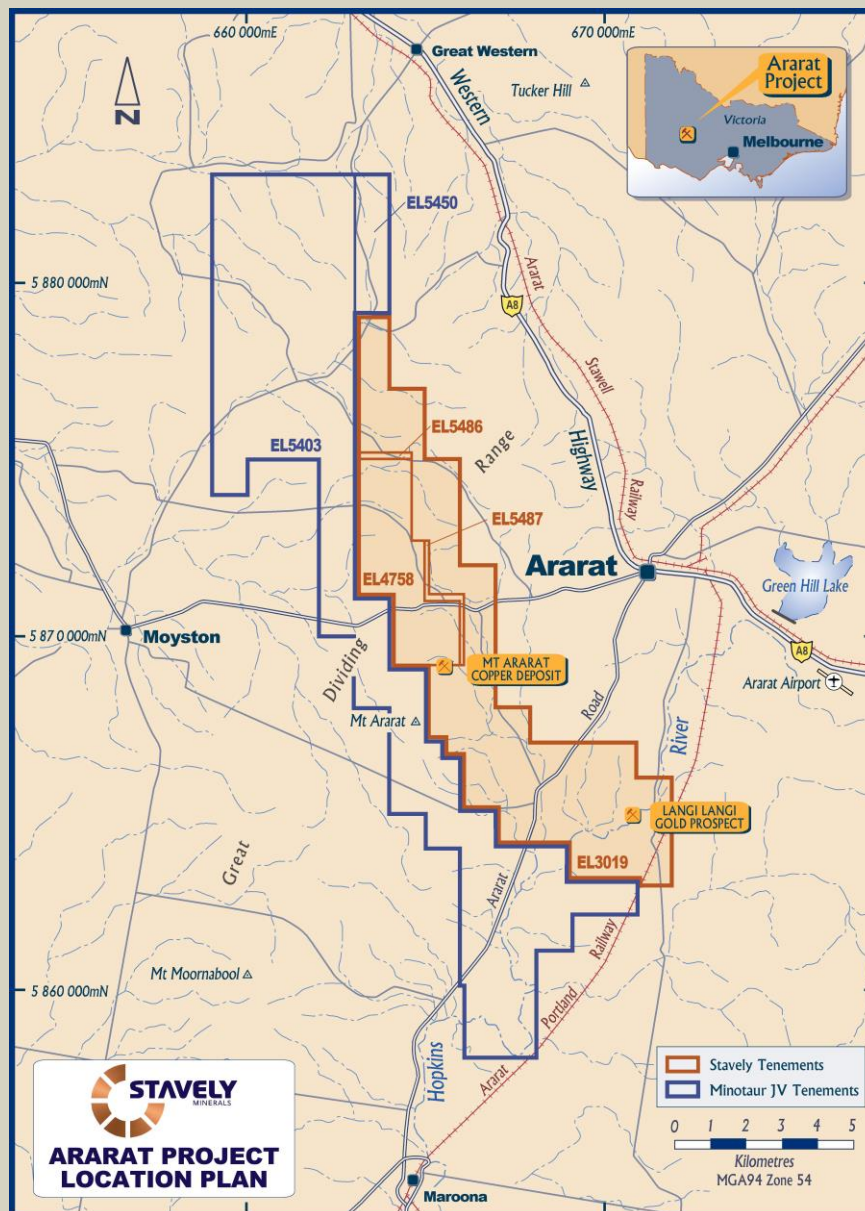 660 000mE
670 000mE
Great Western
Western
Tucker Hill
Ararat
Project
Victoria
Melbourne
N
EL5450
5 880 000mN
A8
Ararat
Stawell
Railway
Highway
EL5486
Range
EL5403
EL5487
Ararat
EL4758
Green Hill Lake
5 870 000mN
Moyston
MT ARARAT
COPPER DEPOSIT
A8
Ararat Airport
Dividing
Road
River
Mt Ararat
LANGI LANGI
GOLD PROSPECT
EL3019
Great
Ararat
Railway
Mt Moornabool
5 860 000mN
Portland
Ararat
Hopkins
Stavely Tenements
Minotaur JV Tenements
0 1 2 3 4 5
Kilometres
MGA94 Zone 54
STAVELY
MINERALS
ARARAT PROJECT
LOCATION PLAN
Maroona